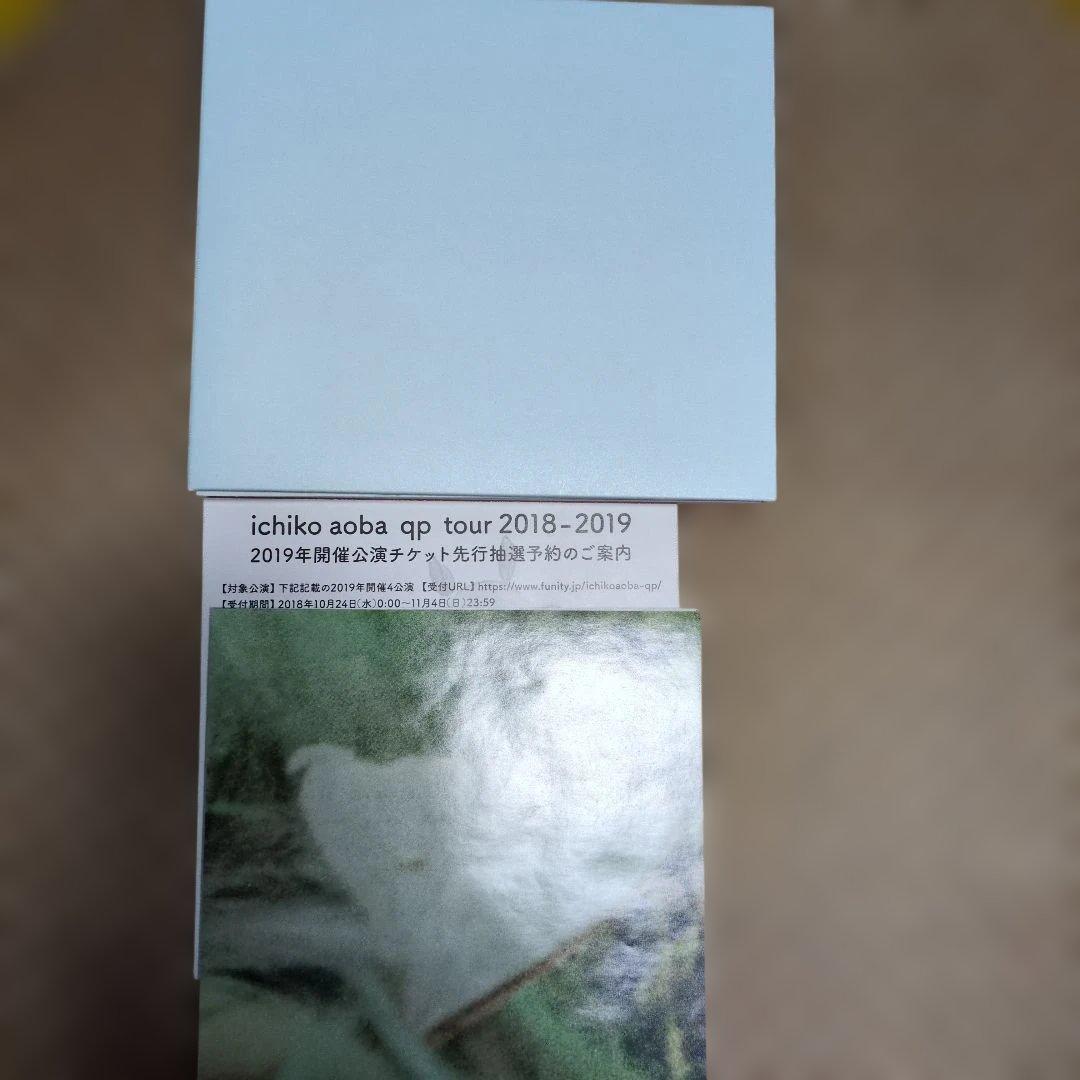 ichiko aoba qp tour 2018-2019
2019年開催公演チケット先行抽選予約のご案内
【対象公演】下記記載の2019年開催4公演 【受付URL】https://www.funity.jp/ichikoaoba-qp/
【受付期間】2018年10月24日(水)0:00〜11月4日(日)23:59